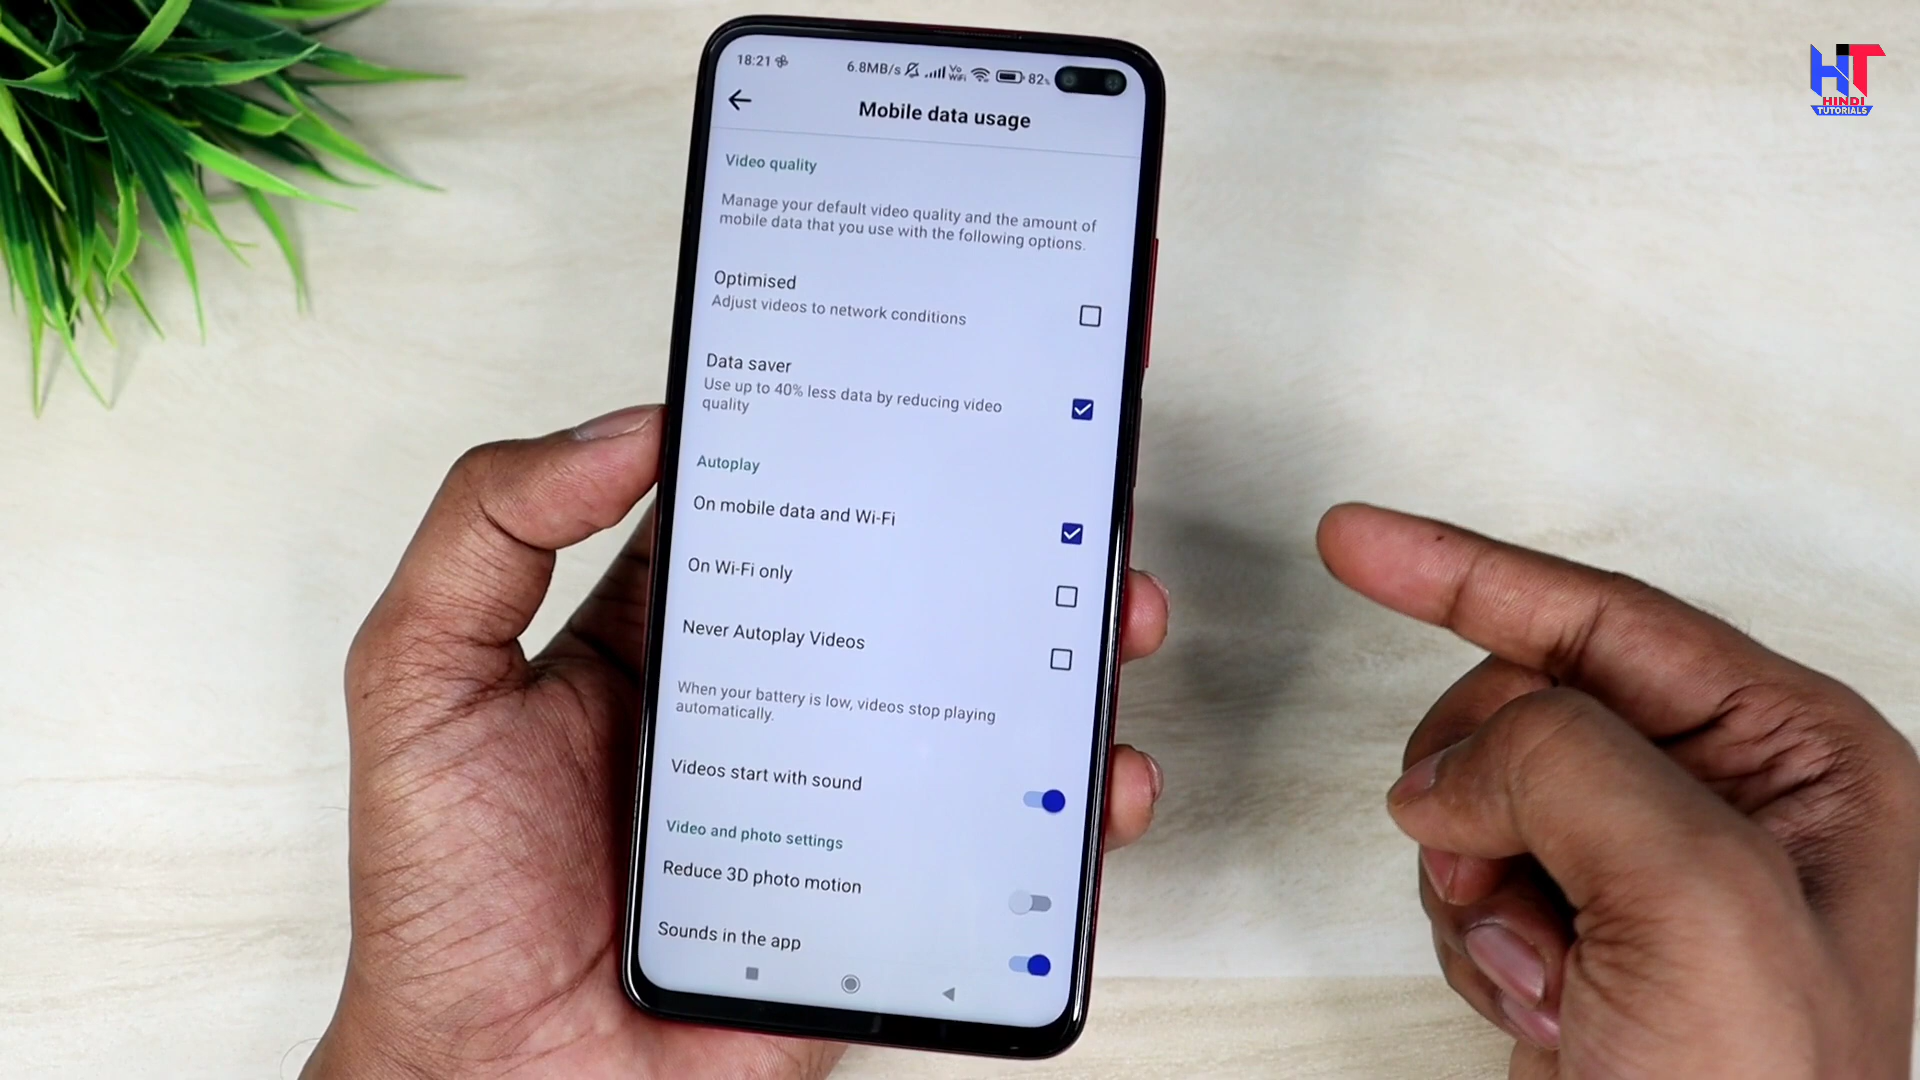 18:21
6.8MB/s Vo WiFi 82%
Mobile data usage
Video quality
Manage your default video quality and the amount of
mobile data that you use with the following options.
Optimised
Adjust videos to network conditions
Data saver
Use up to 40% less data by reducing video
quality
Autoplay
On mobile data and Wi-Fi
On Wi-Fi only
Never Autoplay Videos
When your battery is low, videos stop playing
automatically.
Videos start with sound
Video and photo settings
Reduce 3D photo motion
Sounds in the app
HT
HINDI
TUTORIALS